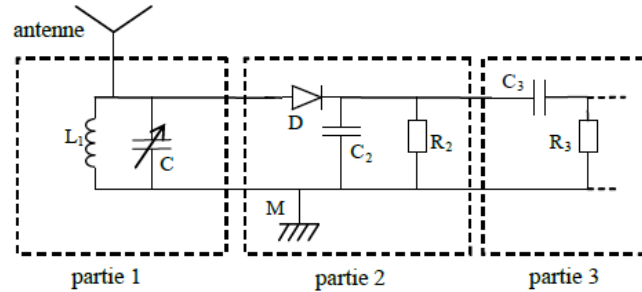 antenne
L₁
C
D
C₂
R₂
C₃
R₃
M
partie 1
partie 2
partie 3